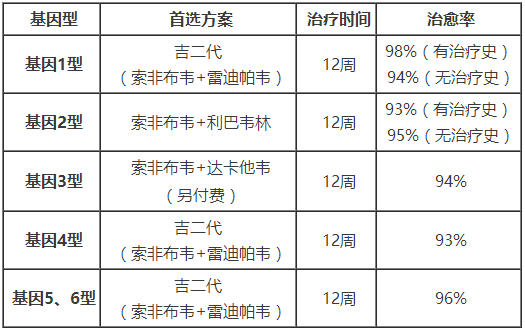 基因型 首选方案 治疗时间 治愈率
基因1型 吉二代 12周 98%（有治疗史）
（索非布韦+雷迪帕韦） 94%（无治疗史）
基因2型 索非布韦+利巴韦林 12周 93%（有治疗史）
95%（无治疗史）
基因3型 索非布韦+达卡他韦 12周 94%
（另付费）
基因4型 吉二代 12周 93%
（索非布韦+雷迪帕韦）
基因5、6型 吉二代 12周 96%
（索非布韦+雷迪帕韦）